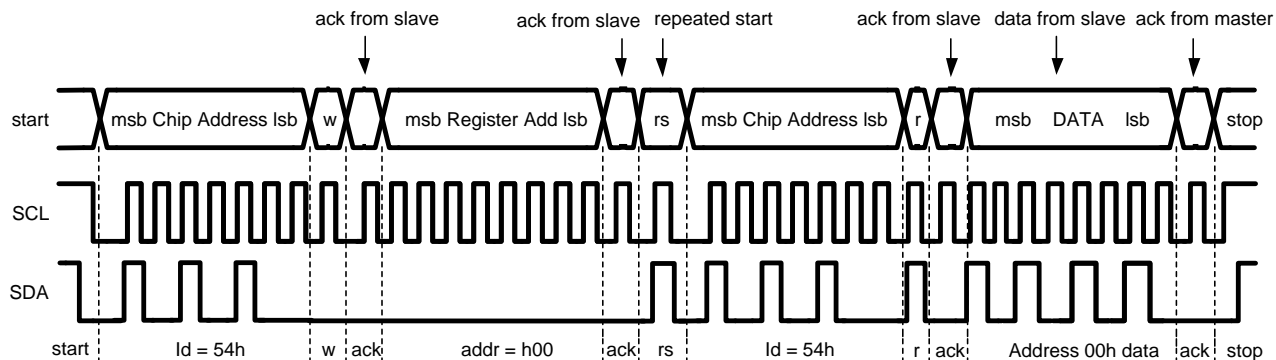 ack from slave ack from slave repeated start ack from slave data from slave ack from master
start msb Chip Address lsb w msb Register Add lsb rs msb Chip Address lsb r msb DATA lsb stop
SCL
SDA
start Id = 54h w ack addr = h00 ack rs Id = 54h r ack Address 00h data ack stop